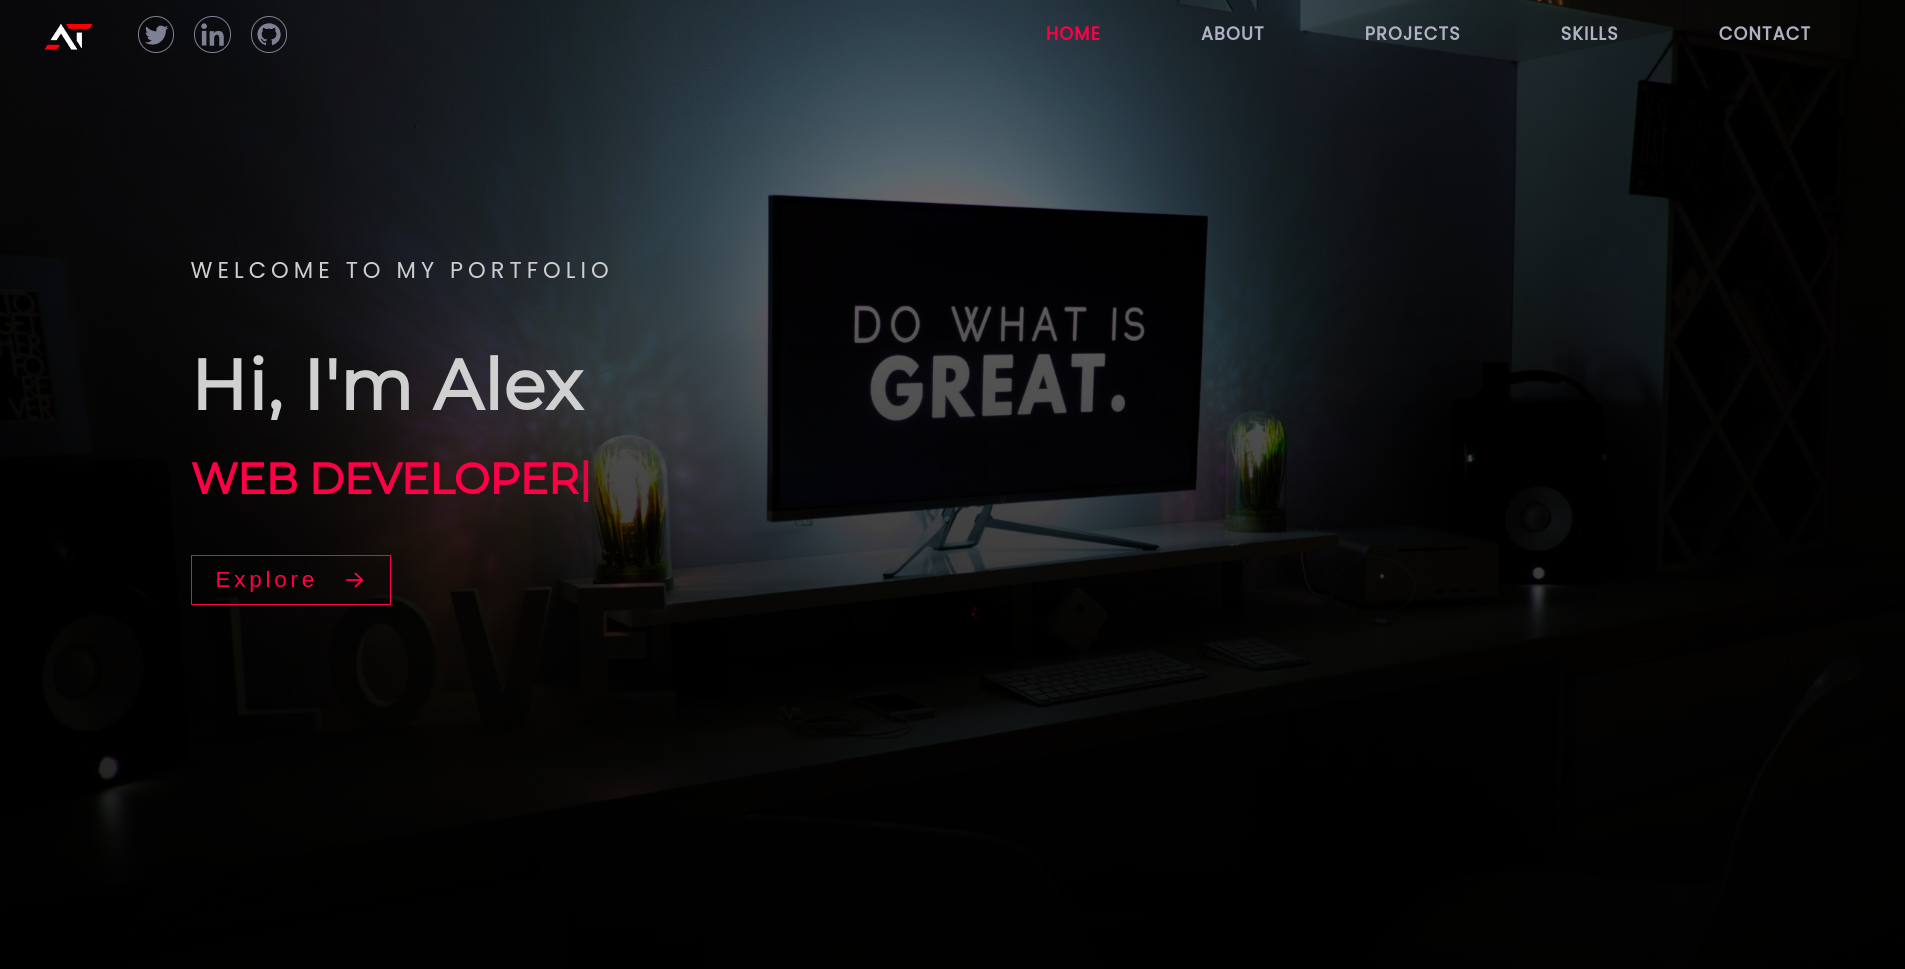 AT
HOME
ABOUT
PROJECTS
SKILLS
CONTACT
WELCOME TO MY PORTFOLIO
Hi, I'm Alex
WEB DEVELOPER|
Explore →
DO WHAT IS
GREAT.
LOVE